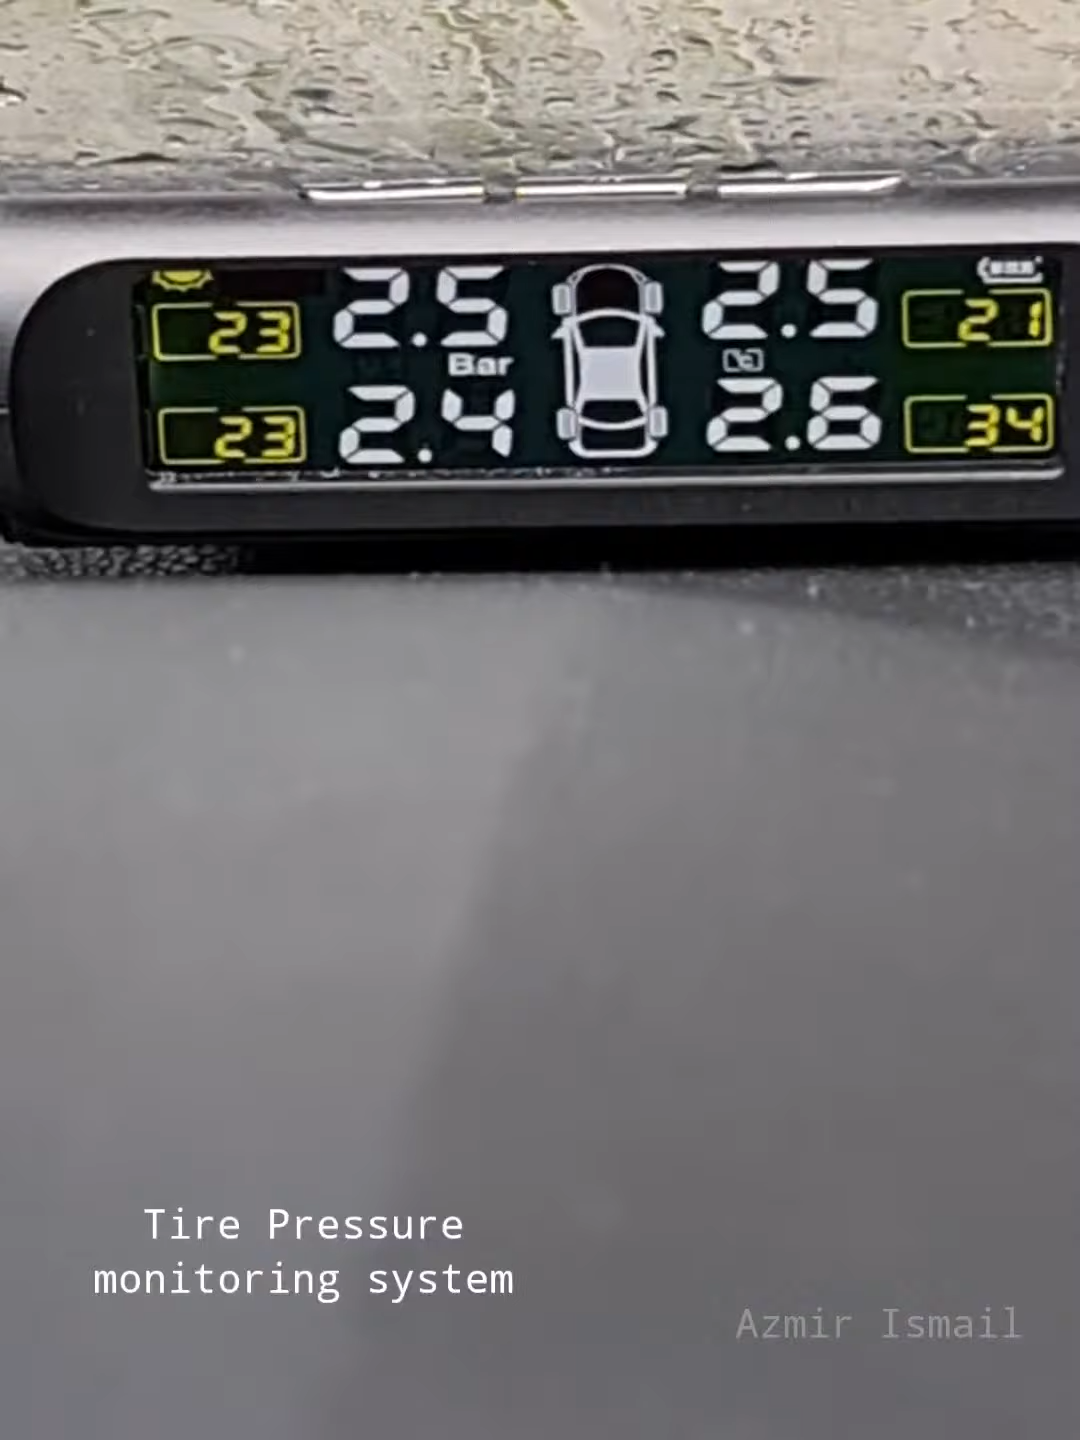 2.5 2.5
23 21
Bar
2.4 2.6
23 34
Tire Pressure
monitoring system
Azmir Ismail